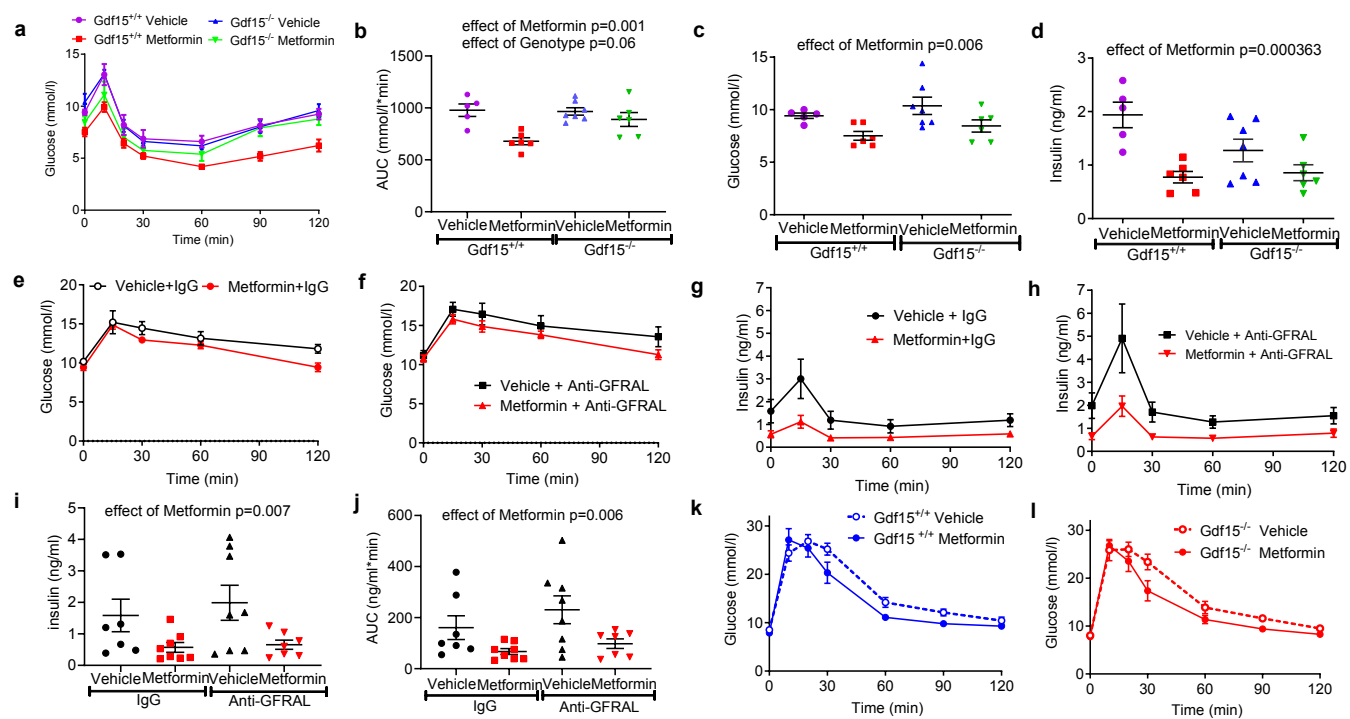 a
Gdf15+/+ Vehicle
Gdf15-/- Vehicle
Gdf15+/+ Metformin
Gdf15-/- Metformin
Glucose (mmol/l)
15
10
5
0
0 30 60 90 120
Time (min)
b
effect of Metformin p=0.001
effect of Genotype p=0.06
AUC (mmol/l*min)
1500
1000
500
0
Vehicle Metformin Vehicle Metformin
Gdf15+/+ Gdf15-/-
c
effect of Metformin p=0.006
Glucose (mmol/l)
15
10
5
0
Vehicle Metformin Vehicle Metformin
Gdf15+/+ Gdf15-/-
d
effect of Metformin p=0.000363
Insulin (ng/ml)
3
2
1
0
Vehicle Metformin Vehicle Metformin
Gdf15+/+ Gdf15-/-
e
Vehicle+IgG Metformin+IgG
Glucose (mmol/l)
20
15
10
5
0
0 30 60 90 120
Time (min)
f
Glucose (mmol/l)
20
15
10
5
0
Vehicle + Anti-GFRAL
Metformin + Anti-GFRAL
0 30 60 90 120
Time (min)
g
Insulin (ng/ml)
7
6
5
4
3
2
1
0
Vehicle + IgG
Metformin+IgG
0 30 60 90 120
Time (min)
h
Insulin (ng/ml)
7
6
5
4
3
2
1
0
Vehicle + Anti-GFRAL
Metformin + Anti-GFRAL
0 30 60 90 120
Time (min)
i
effect of Metformin p=0.007
insulin (ng/ml)
5
4
3
2
1
0
Vehicle Metformin Vehicle Metformin
IgG Anti-GFRAL
j
effect of Metformin p=0.006
AUC (ng/ml*min)
600
400
200
0
Vehicle Metformin Vehicle Metformin
IgG Anti-GFRAL
k
Gdf15+/+ Vehicle
Gdf15 +/+ Metformin
Glucose (mmol/l)
30
20
10
0
0 30 60 90 120
Time (min)
l
Gdf15-/- Vehicle
Gdf15-/- Metformin
Glucose (mmol/l)
30
20
10
0
0 30 60 90 120
Time (min)